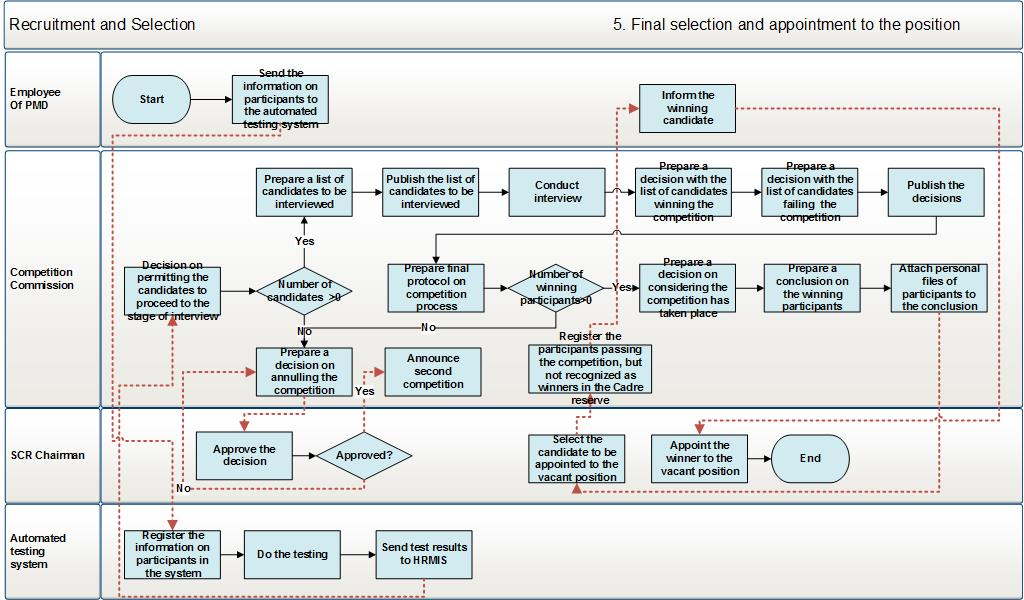 Recruitment and Selection
5. Final selection and appointment to the position
Employee
Of PMD
Start
Send the
information on
participants to
the automated
testing system
Inform the
winning
candidate
Competition
Commission
Prepare a list of
candidates to be
interviewed
Publish the list of
candidates to be
interviewed
Conduct
interview
Prepare a
decision with the
list of candidates
winning the
competition
Prepare a
decision with the
list of candidates
failing the
competition
Publish the
decisions
Yes
Decision on
permitting the
candidates to
proceed to the
stage of interview
Number of
candidates >0
Prepare final
protocol on
competition
process
Number of
winning
participants>0
Yes
Prepare a
decision on
considering the
competition has
taken place
Prepare a
conclusion on
the winning
participants
Attach personal
files of
participants to
the conclusion
No
No
Prepare a
decision on
annulling the
competition
Announce
second
competition
Yes
Register the
participants passing
the competition, but
not recognized as
winners in the Cadre
reserve
SCR Chairman
Approve the
decision
Approved?
No
Select the
candidate to be
appointed to the
vacant position
Appoint the
winner to the
vacant position
End
Automated
testing
system
Register the
information on
participants in
the system
Do the testing
Send test results
to HRMIS